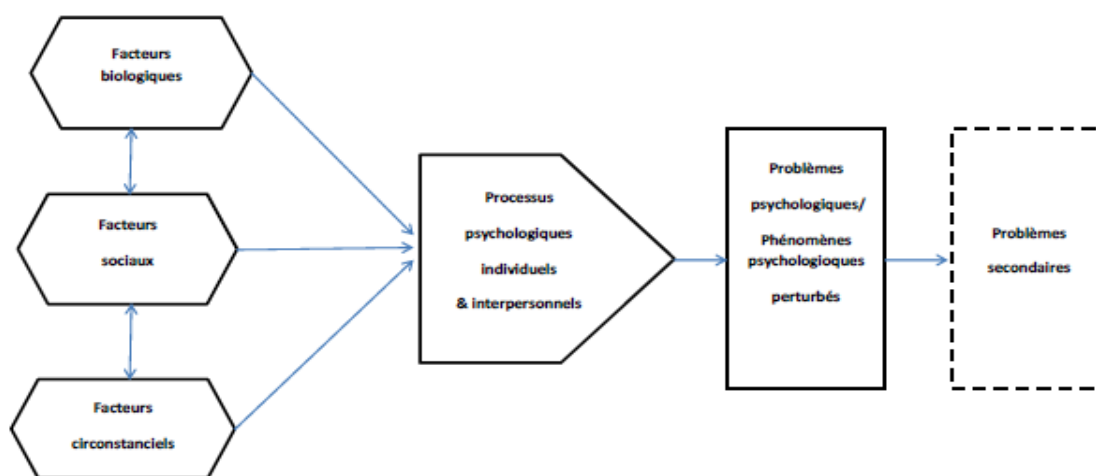 Facteurs
biologiques
Facteurs
sociaux
Facteurs
circonstanciels
Processus
psychologiques
individuels
& interpersonnels
Problèmes
psychologiques/
Phénomènes
psychologioques
perturbés
Problèmes
secondaires